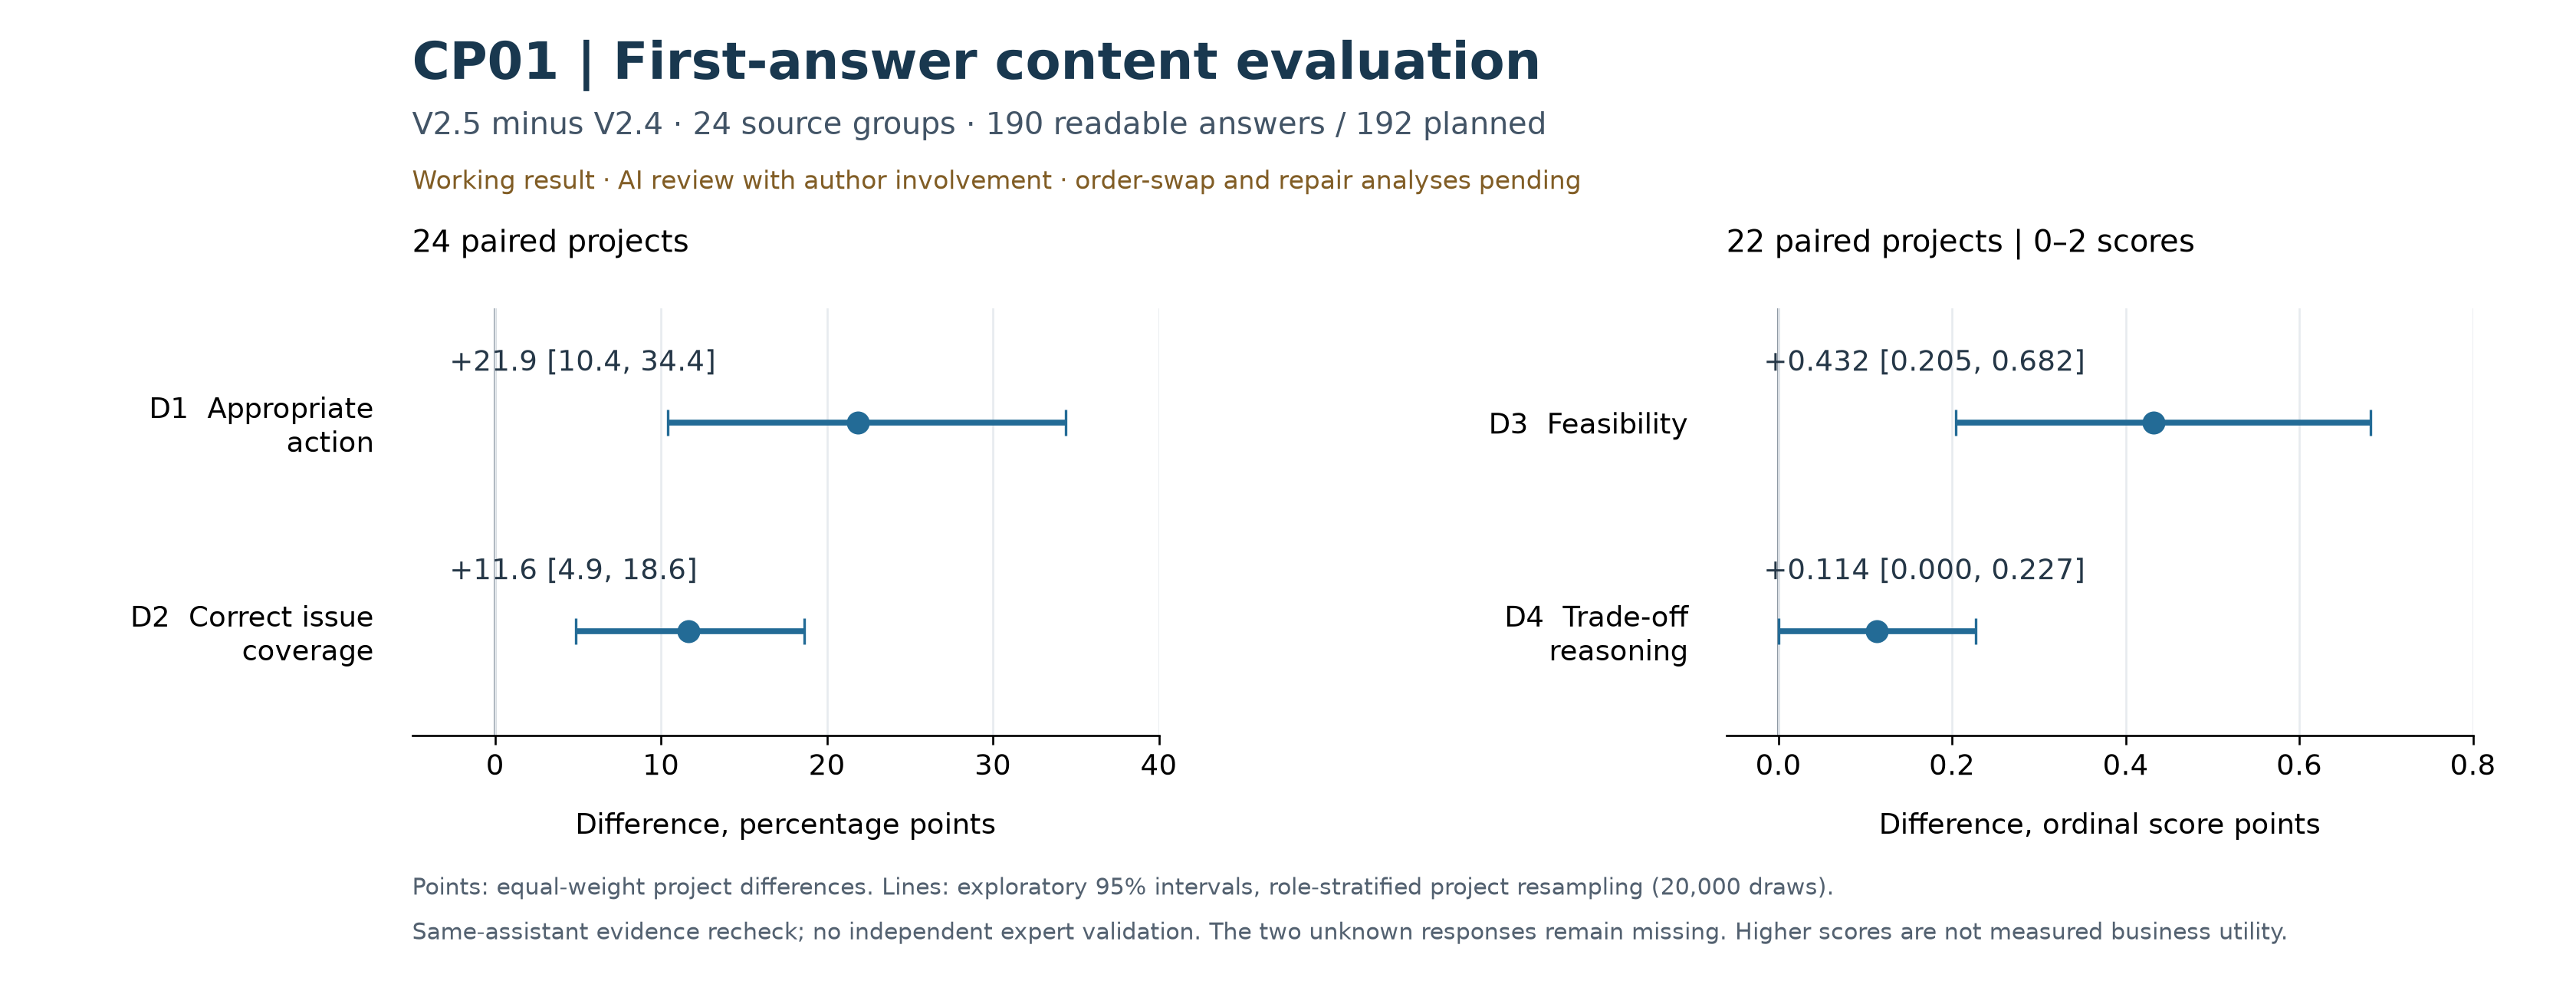 CP01 | First-answer content evaluation
V2.5 minus V2.4 · 24 source groups · 190 readable answers / 192 planned
Working result · AI review with author involvement · order-swap and repair analyses pending
24 paired projects
+21.9 [10.4, 34.4]
D1 Appropriate
action
+11.6 [4.9, 18.6]
D2 Correct issue
coverage
0 10 20 30 40
Difference, percentage points
22 paired projects | 0–2 scores
+0.432 [0.205, 0.682]
D3 Feasibility
+0.114 [0.000, 0.227]
D4 Trade-off
reasoning
0.0 0.2 0.4 0.6 0.8
Difference, ordinal score points
Points: equal-weight project differences. Lines: exploratory 95% intervals, role-stratified project resampling (20,000 draws).
Same-assistant evidence recheck; no independent expert validation. The two unknown responses remain missing. Higher scores are not measured business utility.